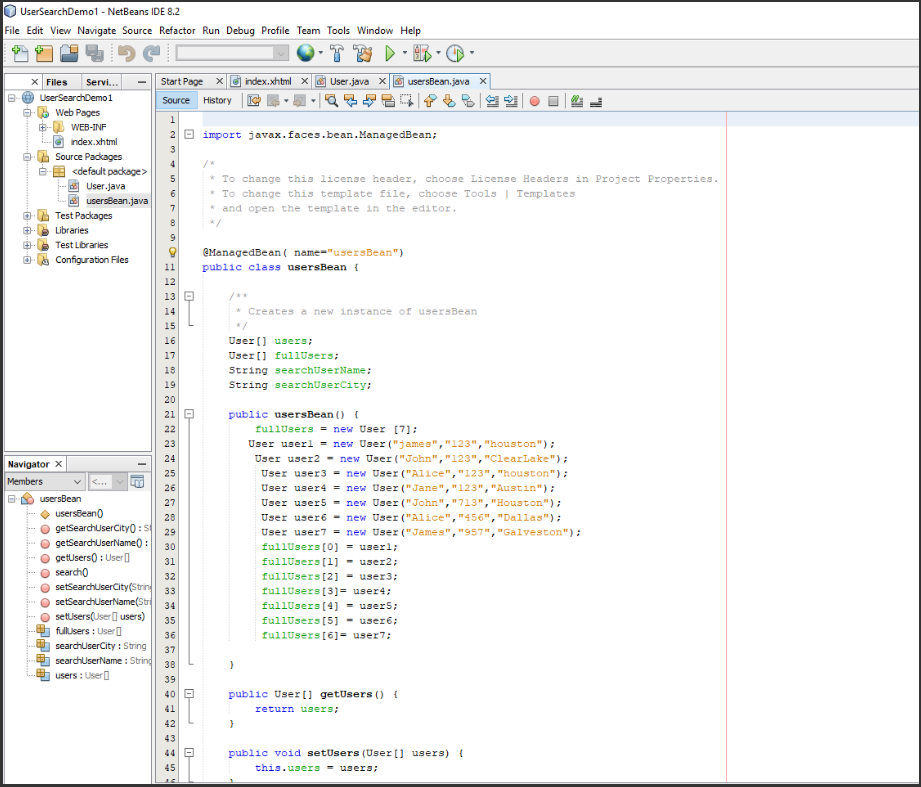 UserSearchDemo1 - NetBeans IDE 8.2
File Edit View Navigate Source Refactor Run Debug Profile Team Tools Window Help
Files Servi...
UserSearchDemo1
Web Pages
WEB-INF
index.xhtml
Source Packages
<default package>
User.java
usersBean.java
Test Packages
Libraries
Test Libraries
Configuration Files
Navigator
Members <...
usersBean
usersBean()
getSearchUserCity() : St
getSearchUserName() :
getUsers() : User[]
search()
setSearchUserCity(String
setSearchUserName(Stri
setUsers(User[] users)
fullUsers : User[]
searchUserCity : String
searchUserName : String
users : User[]
Start Page index.xhtml User.java usersBean.java
Source History
1
2 import javax.faces.bean.ManagedBean;
3
4 /*
5 * To change this license header, choose License Headers in Project Properties.
6 * To change this template file, choose Tools | Templates
7 * and open the template in the editor.
8 */
9
@ManagedBean( name="usersBean")
11 public class usersBean {
12
13 /**
14 * Creates a new instance of usersBean
15 */
16 User[] users;
17 User[] fullUsers;
18 String searchUserName;
19 String searchUserCity;
20
21 public usersBean() {
22 fullUsers = new User [7];
23 User user1 = new User("james","123","houston");
24 User user2 = new User("John","123","ClearLake");
25 User user3 = new User("Alice","123","houston");
26 User user4 = new User("Jane","123","Austin");
27 User user5 = new User("John","713","Houston");
28 User user6 = new User("Alice","456","Dallas");
29 User user7 = new User("James","957","Galveston");
30 fullUsers[0] = user1;
31 fullUsers[1] = user2;
32 fullUsers[2] = user3;
33 fullUsers[3]= user4;
34 fullUsers[4] = user5;
35 fullUsers[5] = user6;
36 fullUsers[6]= user7;
37
38 }
39
40 public User[] getUsers() {
41 return users;
42 }
43
44 public void setUsers(User[] users) {
45 this.users = users;
46 }